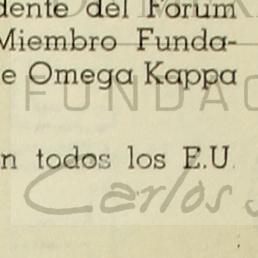 dente del Forum
Miembro Funda-
e Omega Kappa
FUNDAC
n todos los E.U.
Carlos S